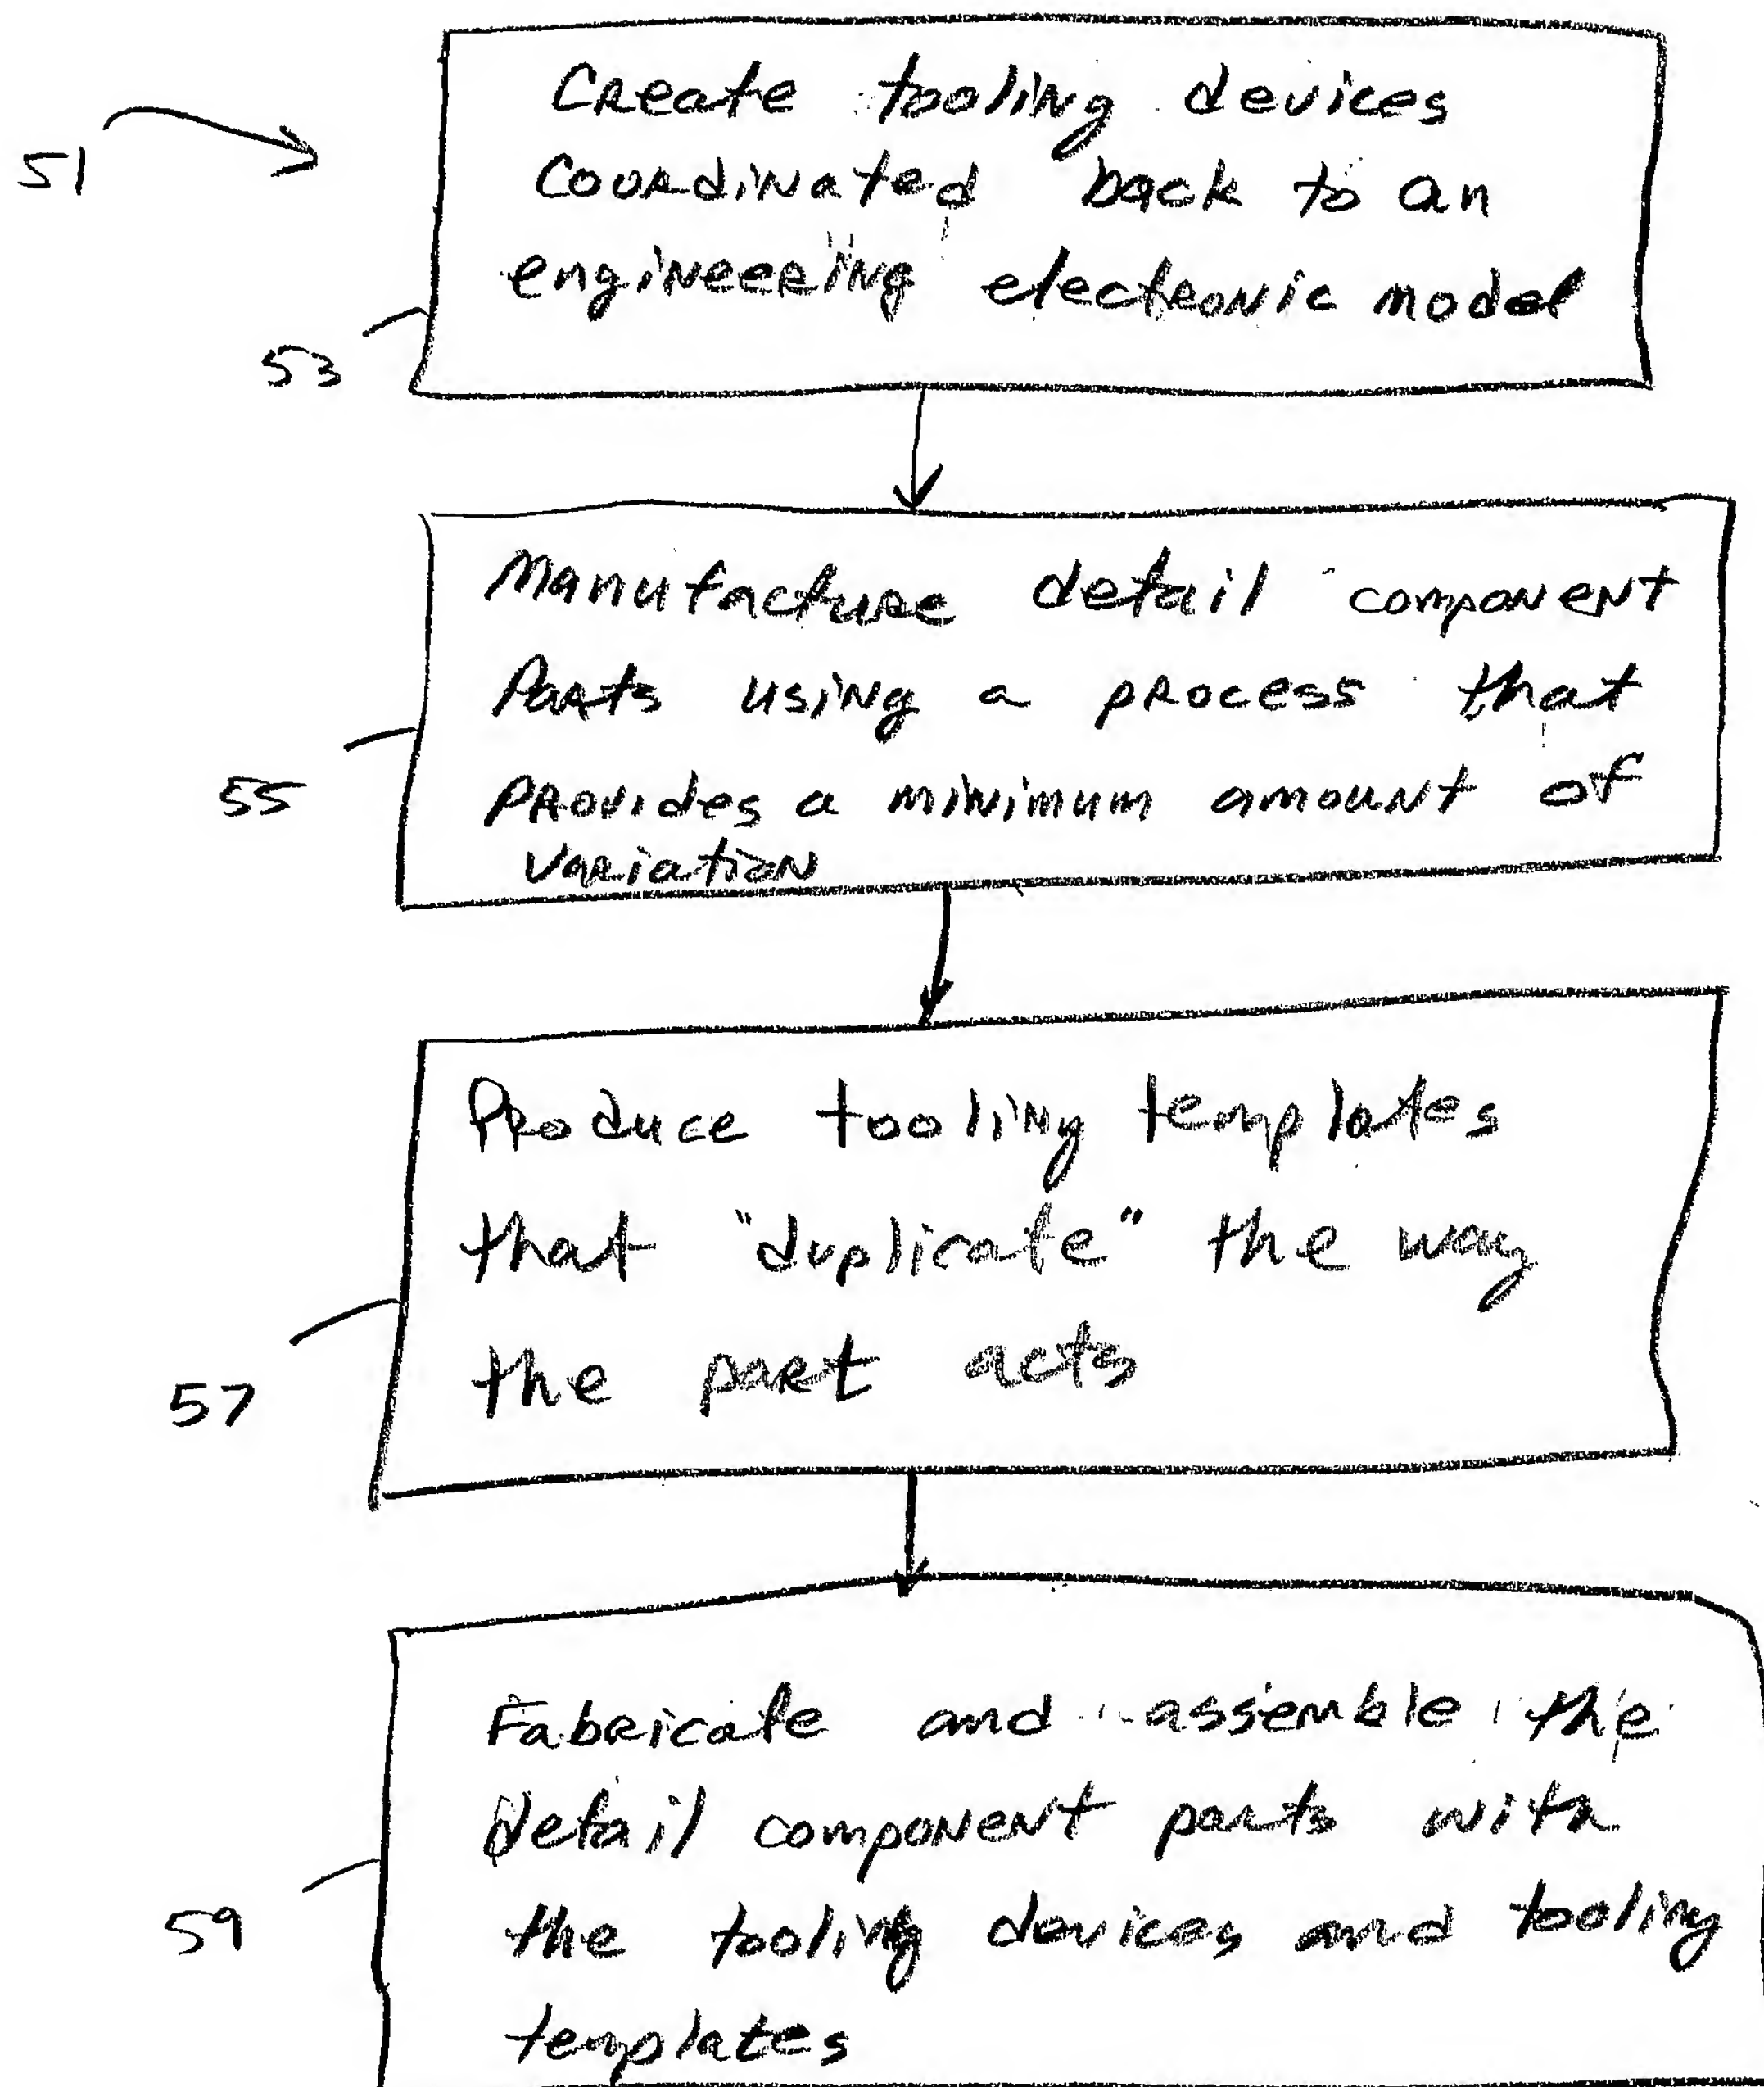 Create tooling devices
51
coordinated back to an
engineering electronic model
53
Manufacture detail component
Parts using a process that
55
provides a minimum amount of
variation
Produce tooling templates
that "duplicate" the way
the part acts
57
Fabricate and assemble the
detail component parts with
59
the tooling devices and tooling
templates